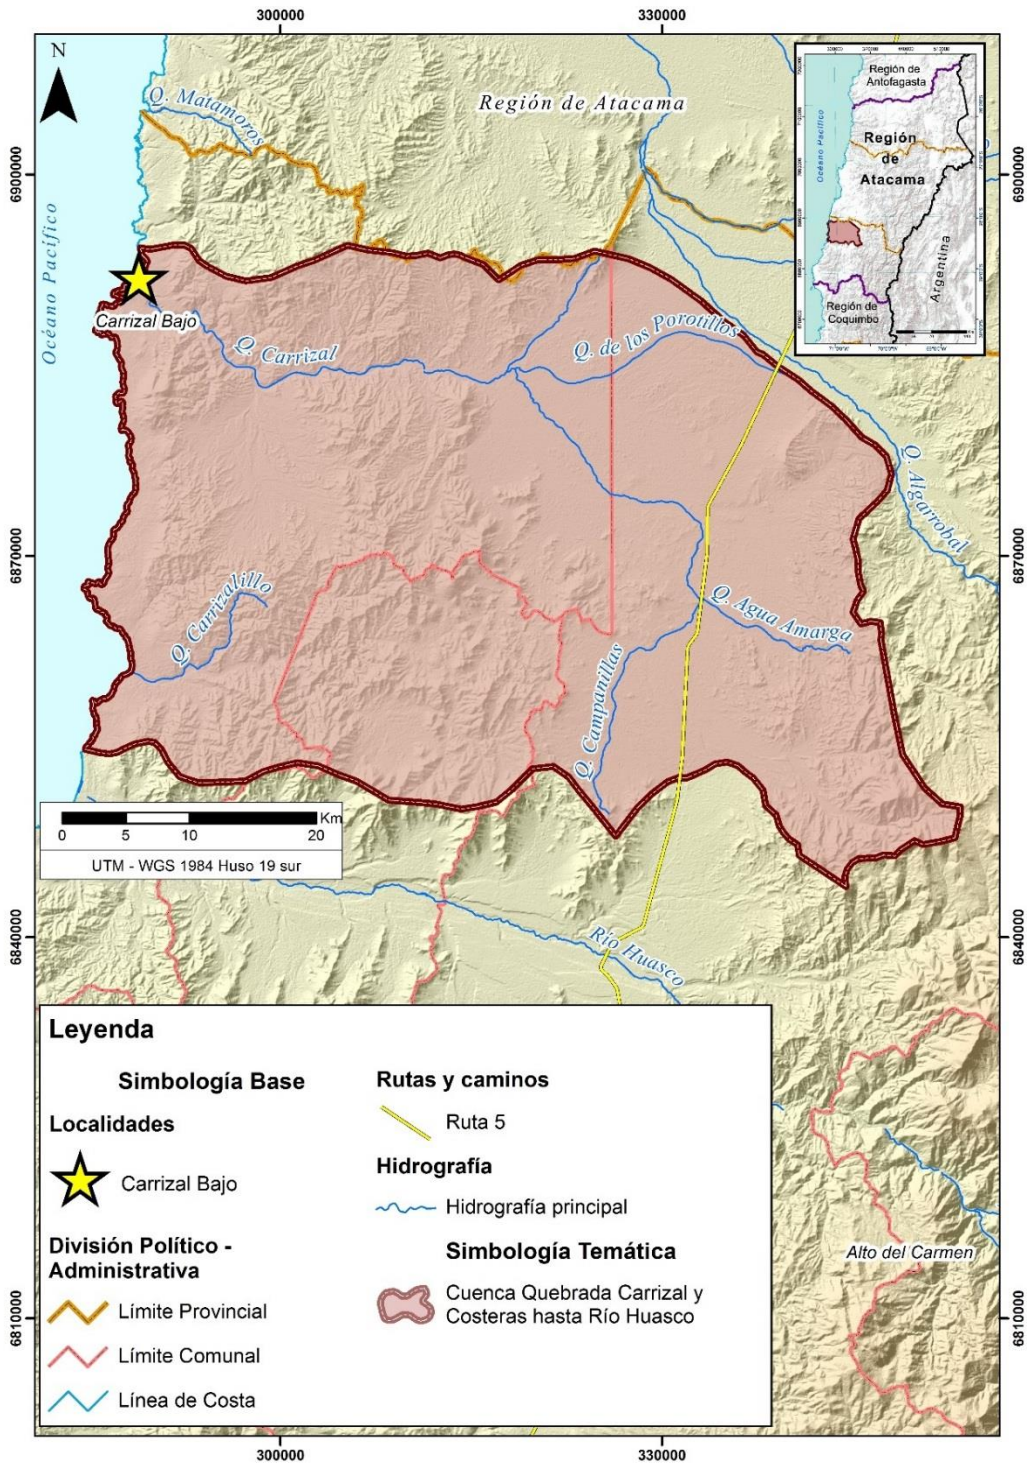 300000
330000
N
Q. Matamoros
Región de Atacama
6900000
6900000
Océano Pacífico
Carrizal Bajo
Q. Carrizal
Q. de los Porotillos
Q. Algarrobal
6870000
6870000
Q. Carrizalillo
Q. Agua Amarga
Q. Campanillas
Región de
Antofagasta
Océano Pacífico
Región
de
Atacama
Argentina
Región de
Coquimbo
Km
0 5 10 20
UTM - WGS 1984 Huso 19 sur
6840000
6840000
Río Huasco
Leyenda
Simbología Base
Localidades
Carrizal Bajo
División Político -
Administrativa
Límite Provincial
Límite Comunal
Línea de Costa
Rutas y caminos
Ruta 5
Hidrografía
Hidrografía principal
Simbología Temática
Cuenca Quebrada Carrizal y
Costeras hasta Río Huasco
Alto del Carmen
6810000
6810000
300000
330000